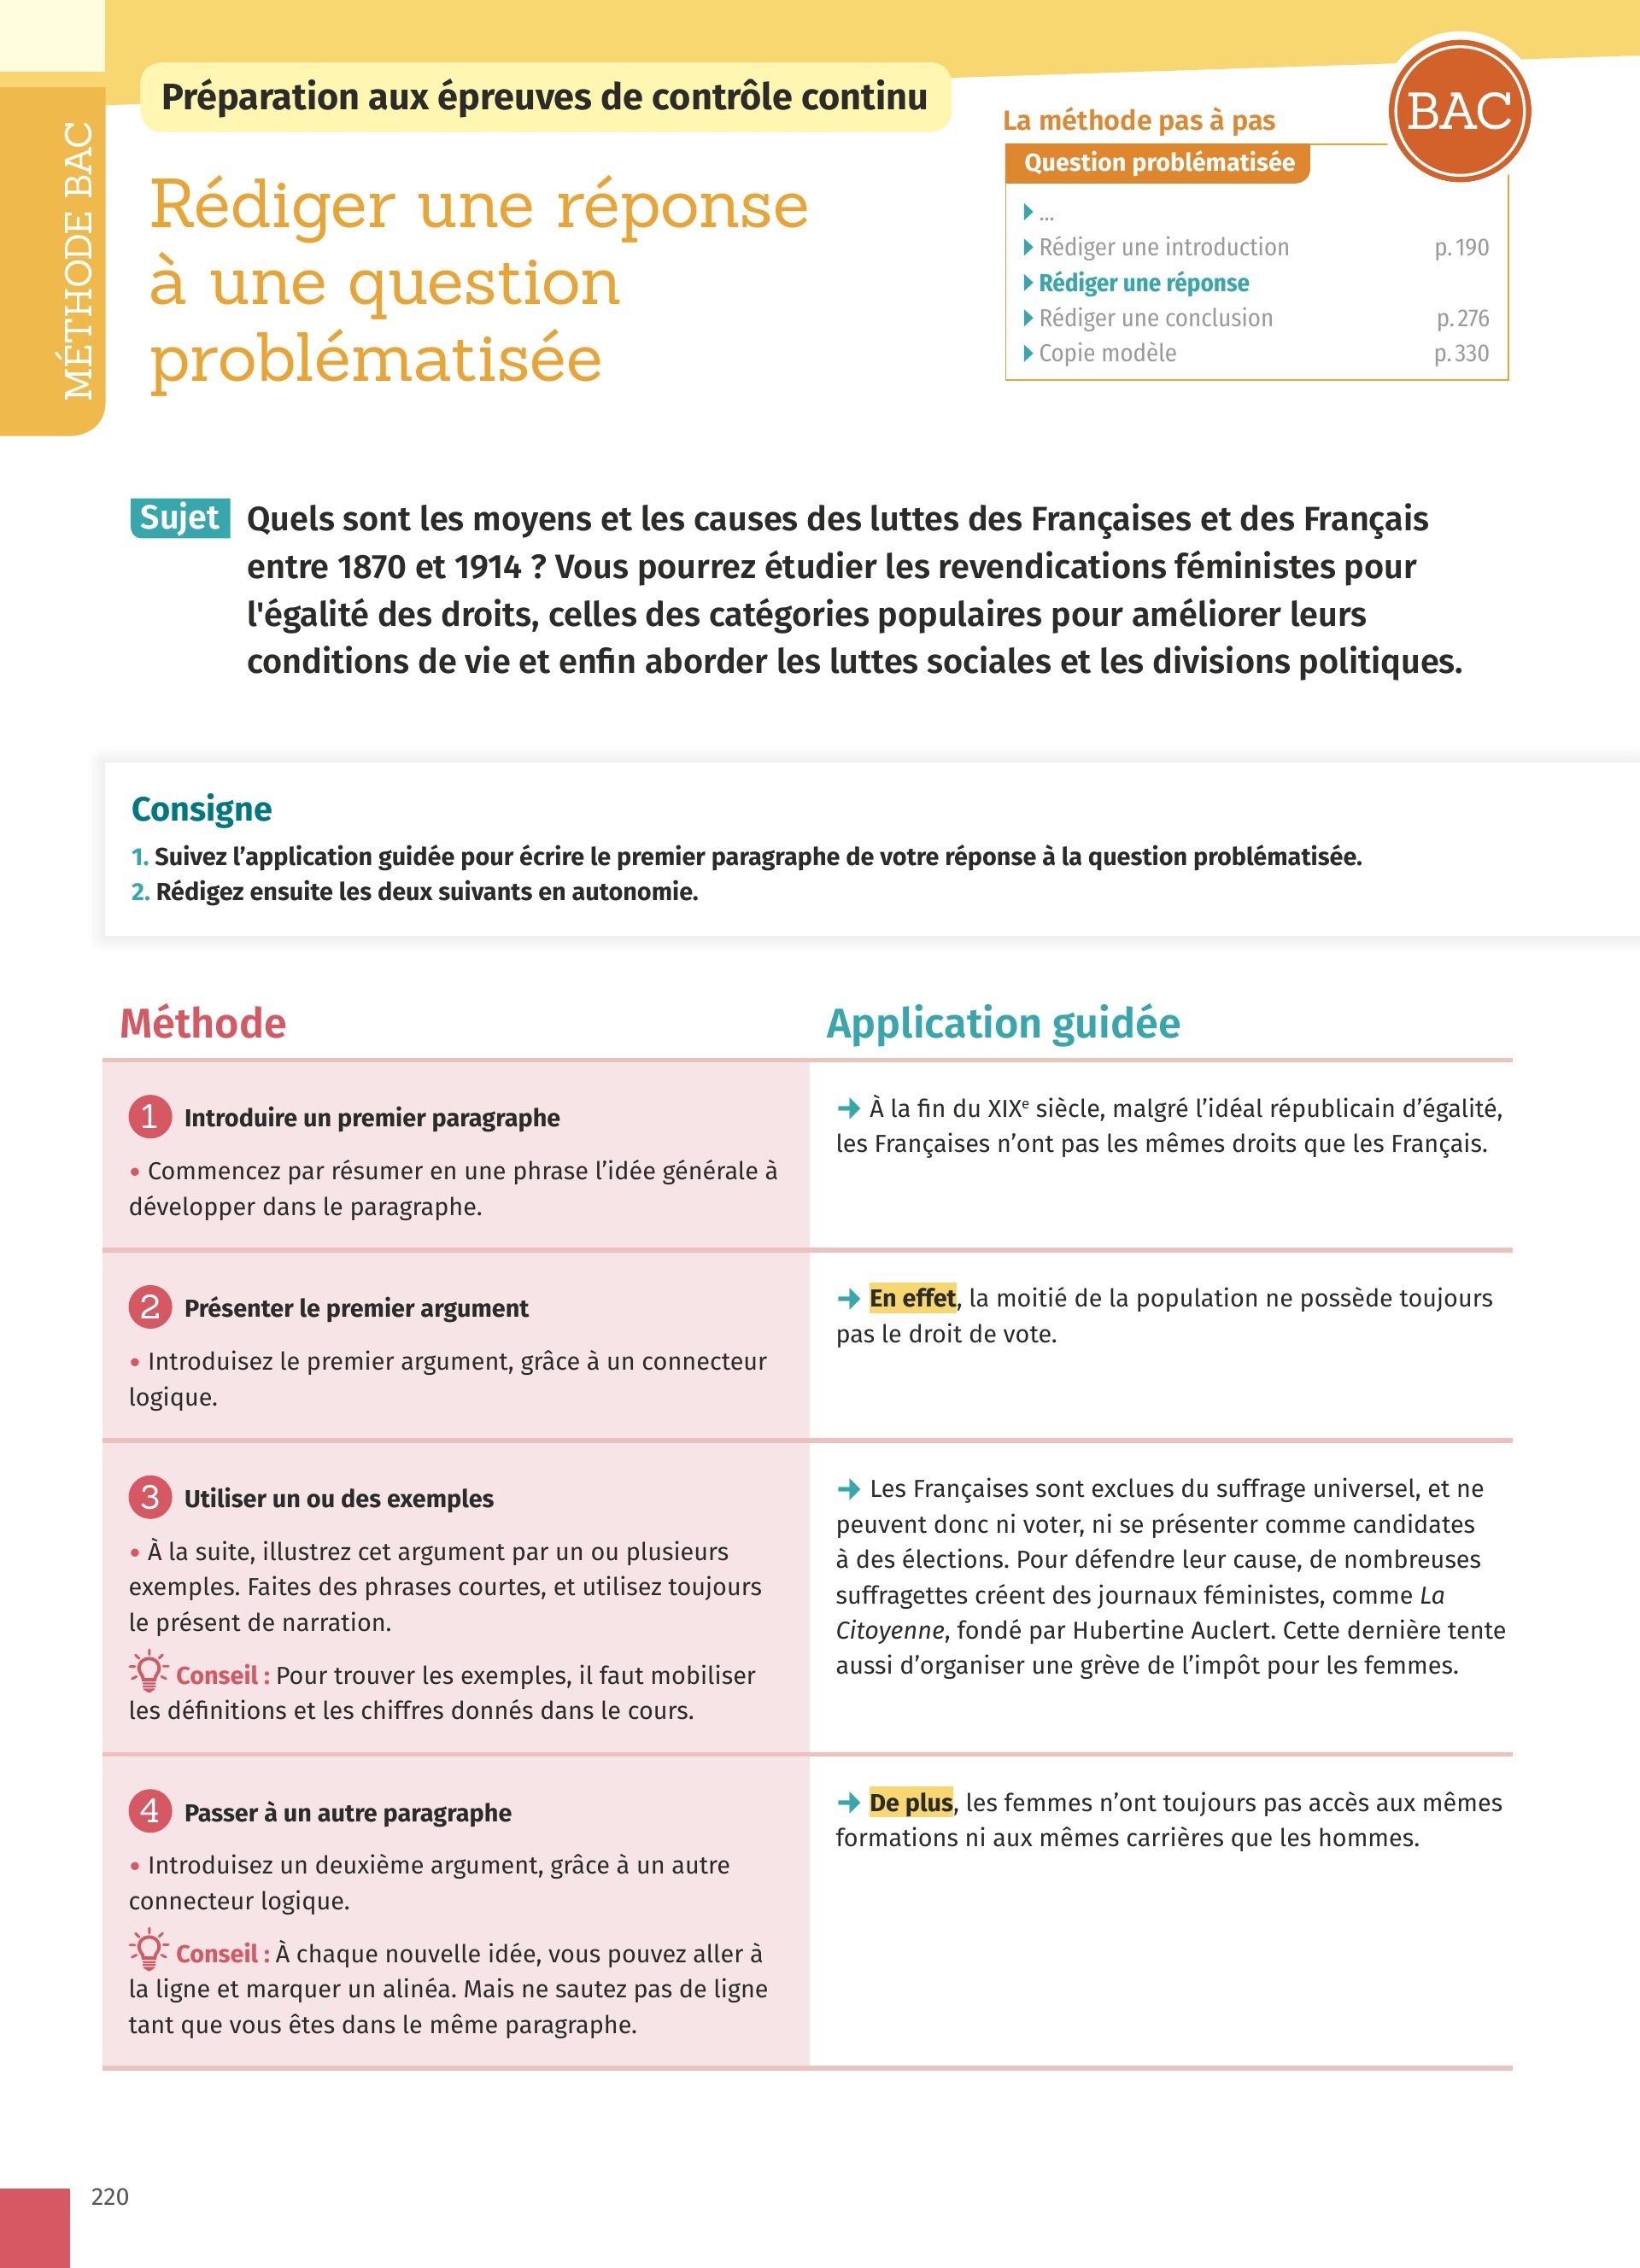 MÉTHODE BAC
Préparation aux épreuves de contrôle continu
Rédiger une réponse
à une question
problématisée
La méthode pas à pas
BAC
Question problématisée
...
Rédiger une introduction p. 190
Rédiger une réponse
Rédiger une conclusion p. 276
Copie modèle p. 330
Sujet Quels sont les moyens et les causes des luttes des Françaises et des Français
entre 1870 et 1914 ? Vous pourrez étudier les revendications féministes pour
l'égalité des droits, celles des catégories populaires pour améliorer leurs
conditions de vie et enfin aborder les luttes sociales et les divisions politiques.
Consigne
1. Suivez l’application guidée pour écrire le premier paragraphe de votre réponse à la question problématisée.
2. Rédigez ensuite les deux suivants en autonomie.
Méthode
Application guidée
1 Introduire un premier paragraphe
• Commencez par résumer en une phrase l’idée générale à
développer dans le paragraphe.
→ À la fin du XIXe siècle, malgré l’idéal républicain d’égalité,
les Françaises n’ont pas les mêmes droits que les Français.
2 Présenter le premier argument
• Introduisez le premier argument, grâce à un connecteur
logique.
→ En effet, la moitié de la population ne possède toujours
pas le droit de vote.
3 Utiliser un ou des exemples
• À la suite, illustrez cet argument par un ou plusieurs
exemples. Faites des phrases courtes, et utilisez toujours
le présent de narration.
Conseil : Pour trouver les exemples, il faut mobiliser
les définitions et les chiffres donnés dans le cours.
→ Les Françaises sont exclues du suffrage universel, et ne
peuvent donc ni voter, ni se présenter comme candidates
à des élections. Pour défendre leur cause, de nombreuses
suffragettes créent des journaux féministes, comme La
Citoyenne, fondé par Hubertine Auclert. Cette dernière tente
aussi d’organiser une grève de l’impôt pour les femmes.
4 Passer à un autre paragraphe
• Introduisez un deuxième argument, grâce à un autre
connecteur logique.
Conseil : À chaque nouvelle idée, vous pouvez aller à
la ligne et marquer un alinéa. Mais ne sautez pas de ligne
tant que vous êtes dans le même paragraphe.
→ De plus, les femmes n’ont toujours pas accès aux mêmes
formations ni aux mêmes carrières que les hommes.
220